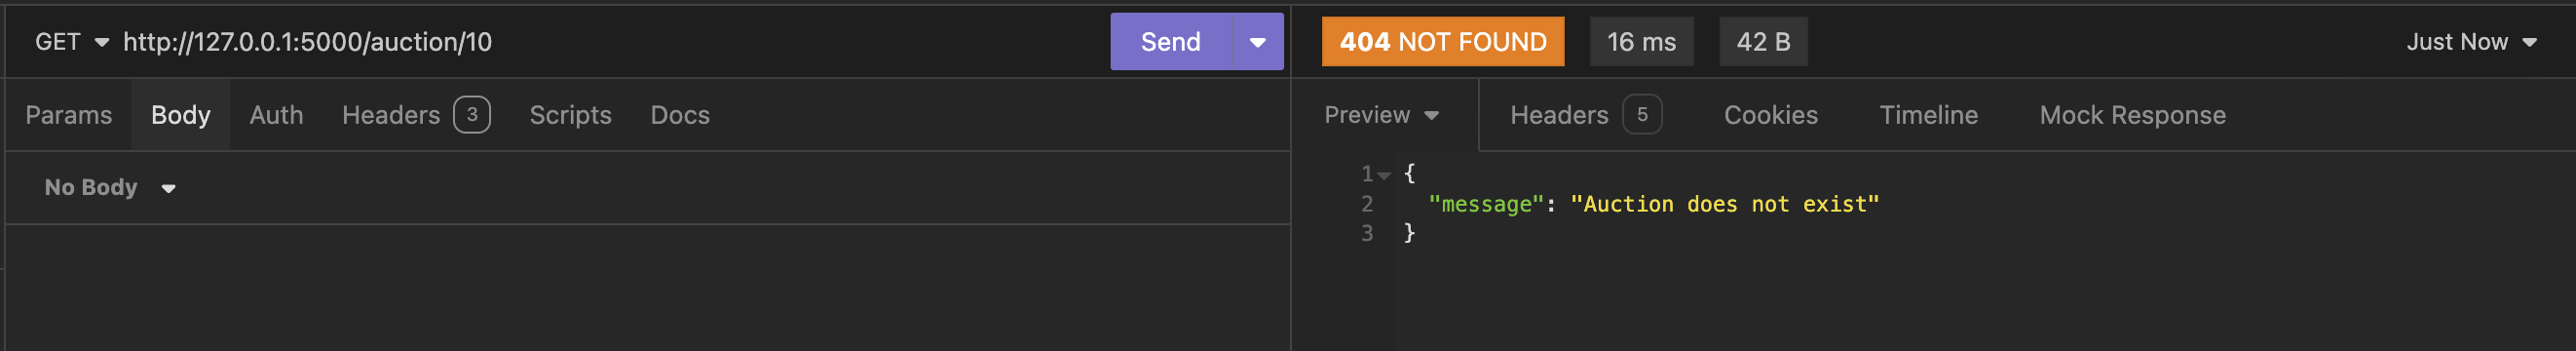 GET http://127.0.0.1:5000/auction/10 Send
404 NOT FOUND 16 ms 42 B Just Now
Params Body Auth Headers 3 Scripts Docs
Preview Headers 5 Cookies Timeline Mock Response
No Body
1 {
2 "message": "Auction does not exist"
3 }